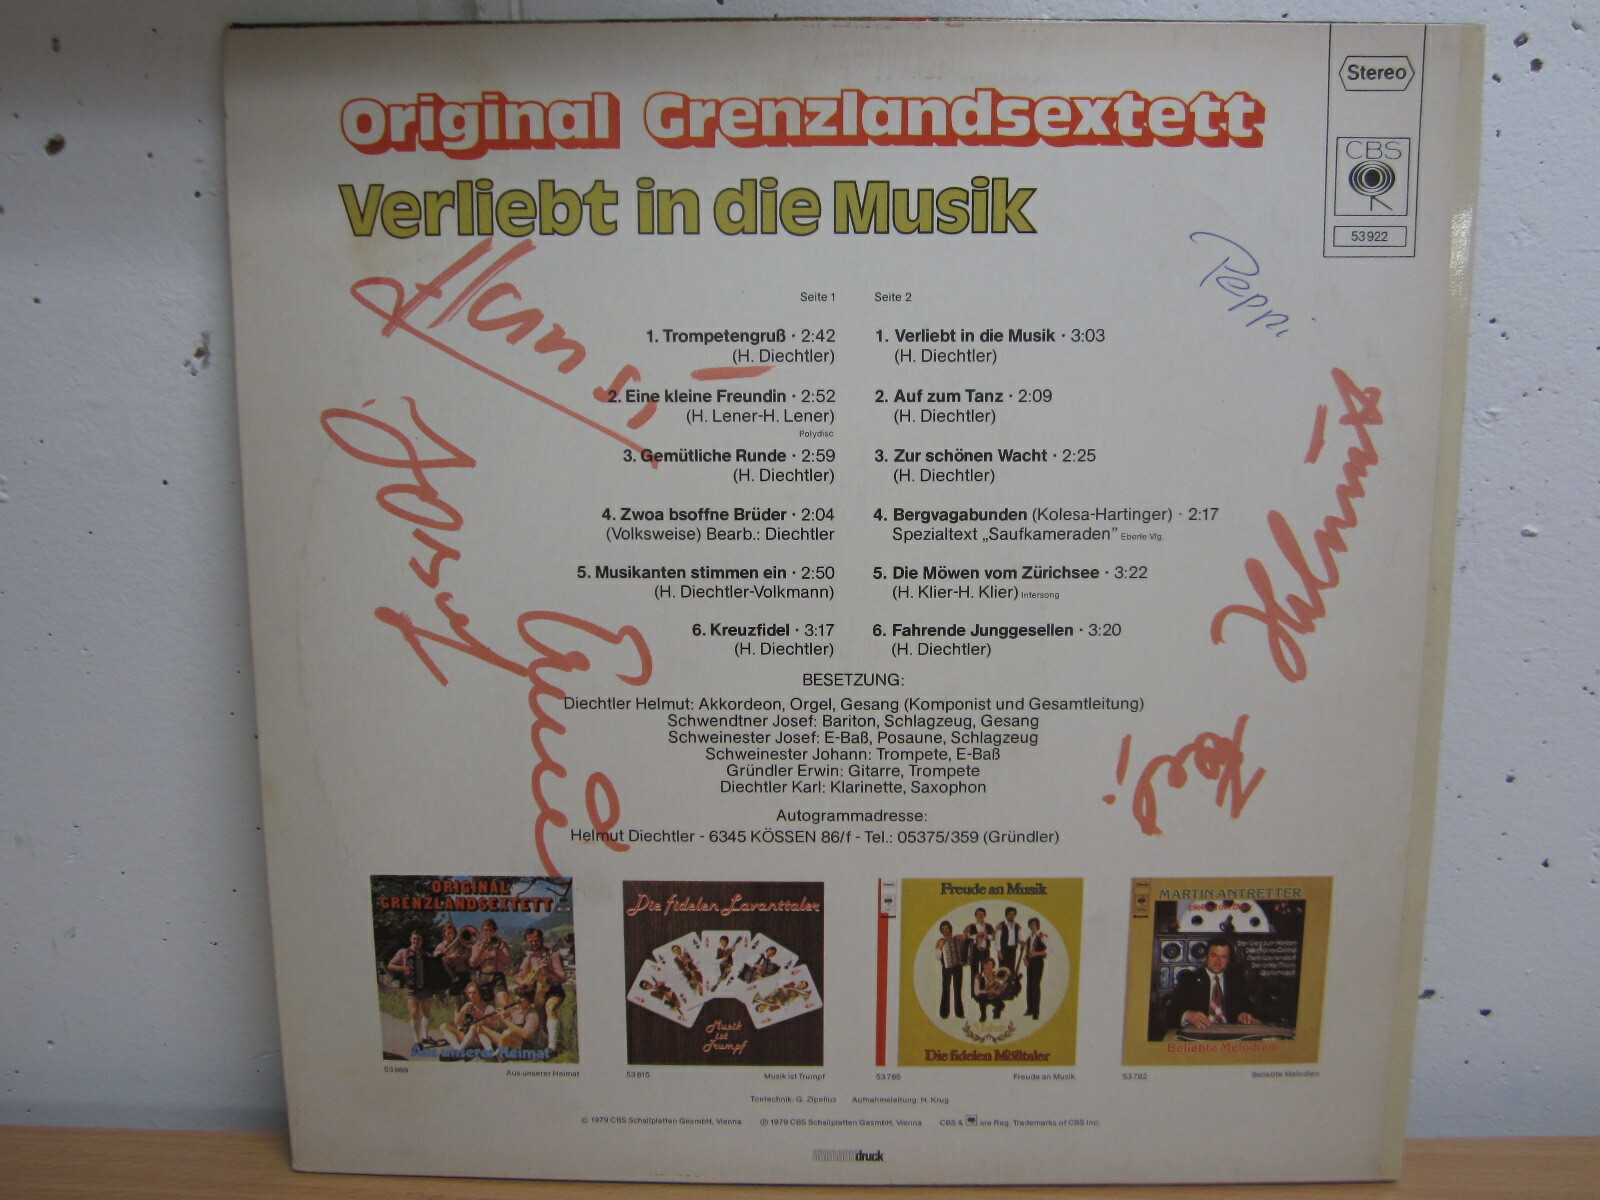 Original Grenzlandsextett
Stereo
CBS
53922
Verliebt in die Musik
Hansi
Peppi
Seite 1
1. Trompetengruß · 2:42
(H. Diechtler)
2. Eine kleine Freundin · 2:52
(H. Lener-H. Lener)
Polydisc
3. Gemütliche Runde · 2:59
(H. Diechtler)
4. Zwoa bsoffne Brüder · 2:04
(Volksweise) Bearb.: Diechtler
5. Musikanten stimmen ein · 2:50
(H. Diechtler-Volkmann)
6. Kreuzfidel · 3:17
(H. Diechtler)
Seite 2
1. Verliebt in die Musik · 3:03
(H. Diechtler)
2. Auf zum Tanz · 2:09
(H. Diechtler)
3. Zur schönen Wacht · 2:25
(H. Diechtler)
4. Bergvagabunden (Kolesa-Hartinger) · 2:17
Spezialtext „Saufkameraden” Eberle Vlg.
5. Die Möwen vom Zürichsee · 3:22
(H. Klier-H. Klier) Intersong
6. Fahrende Junggesellen · 3:20
(H. Diechtler)
Helmut
BESETZUNG:
Diechtler Helmut: Akkordeon, Orgel, Gesang (Komponist und Gesamtleitung)
Schwendtner Josef: Bariton, Schlagzeug, Gesang
Schweinester Josef: E-Baß, Posaune, Schlagzeug
Schweinester Johann: Trompete, E-Baß
Gründler Erwin: Gitarre, Trompete
Diechtler Karl: Klarinette, Saxophon
Autogrammadresse:
Helmut Diechtler - 6345 KÖSSEN 86/f - Tel.: 05375/359 (Gründler)
ORIGINAL
GRENZLANDSEXTETT
Aus unserer Heimat
53869
Aus unserer Heimat
Die fidelen Lavanttaler
Musik
ist
Trumpf
53815
Musik ist Trumpf
Freude an Musik
Die fidelen Mölltaler
53785
Freude an Musik
MARTIN ANTRETTER
Beliebte Melodien
53782
Beliebte Melodien
Tontechnik: G. Zipelius Aufnahmeleitung: H. Krug
© 1979 CBS Schallplatten GesmbH, Vienna ℗ 1979 CBS Schallplatten GesmbH, Vienna CBS & are Reg. Trademarks of CBS Inc.
druck